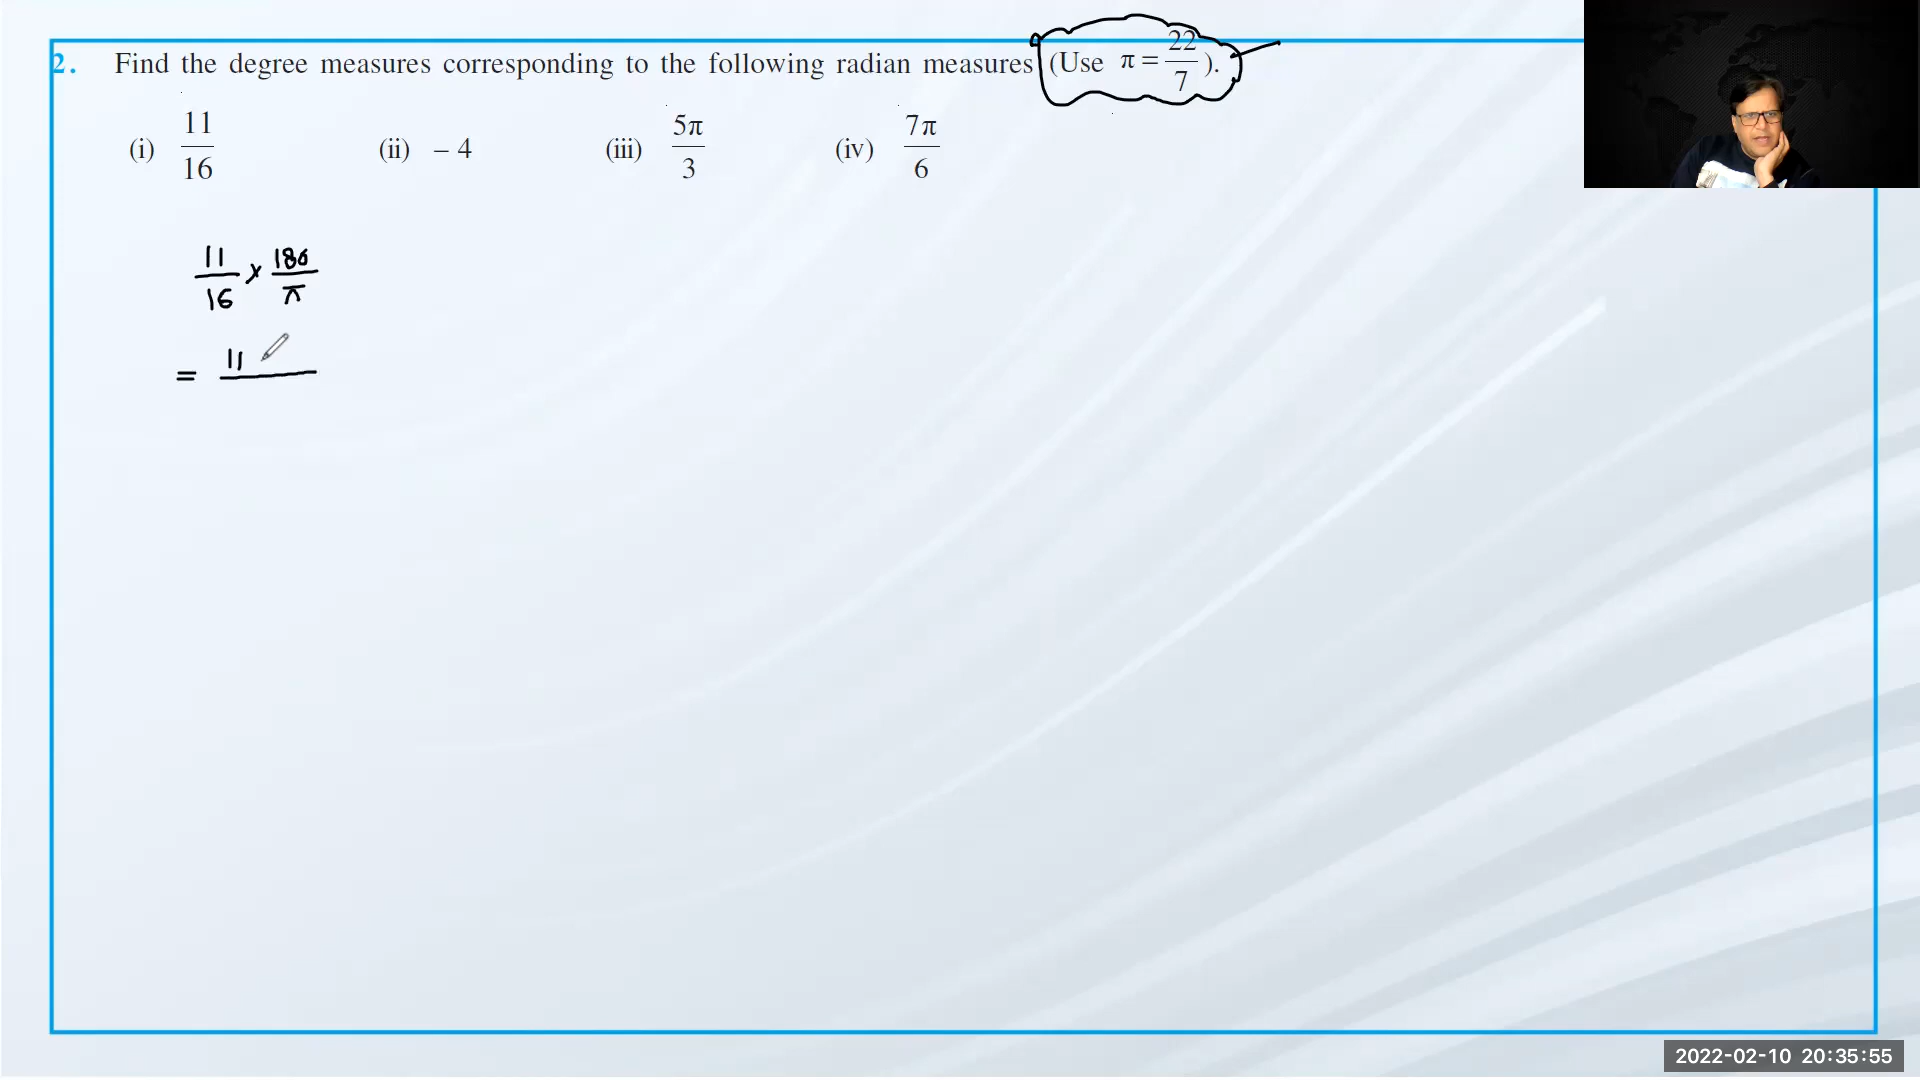 2. Find the degree measures corresponding to the following radian measures (Use π = 22/7 ).
(i) 11/16 (ii) – 4 (iii) 5π/3 (iv) 7π/6
11/16 × 180/π
= 11
2022-02-10 20:35:55